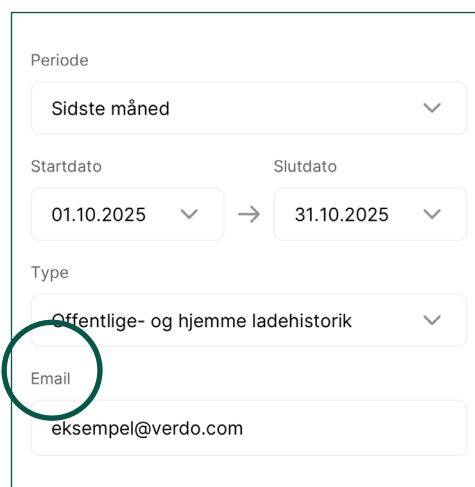 Periode
Sidste måned
Startdato Slutdato
01.10.2025 → 31.10.2025
Type
Offentlige- og hjemme ladehistorik
Email
eksempel@verdo.com